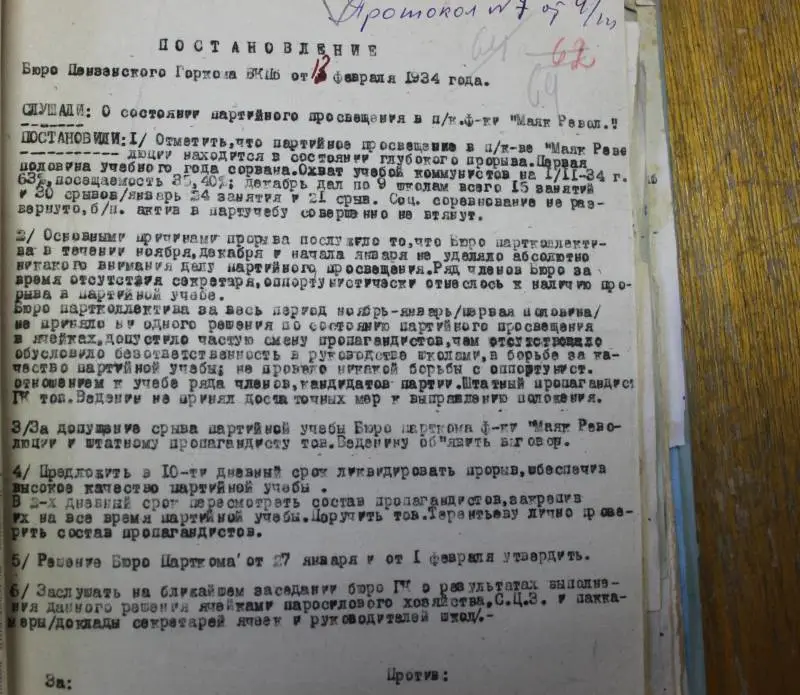 Протокол №7 от 4/III
64 62
64
ПОСТАНОВЛЕНИЕ
Бюро Пензенского Горкома ВКПб от 13 февраля 1934 года.
СЛУШАЛИ: О состоянии партийного просвещения в п/к.ф-ки "Маяк Револ."
ПОСТАНОВИЛИ:1/ Отметить,что партийное просвещение в п/к-ве "Маяк Рево
люции находится в состоянии глубокого прорыва.Первая
половина учебного года сорвана.Охват учебой коммунистов на 1/II-34 г.
63%,посещаемость 35,40%; декабрь дал по 9 школам всего 15 занятий
и 30 срывов/январь 24 занятия и 21 срыв. Соц. соревнование не раз-
вернуто,б/п. актив в партучебу совершенно не втянут.
2/ Основными причинами прорыва послужило то,что Бюро партколлекти-
ва в течении ноября,декабря и начала января не уделяло абсолютно
никакого внимания делу партийного просвещения.Ряд членов Бюро за
время отсутствия секретаря,оппортунистически отнеслось к наличию про-
рыва в партийной учебе.
Бюро партколлектива за весь период ноябрь-январь/первая половина/
не приняло ни одного решения по состоянию партийного просвещения
в ячейках,допустило частую смену пропагандистов,чем
обусловило безответственность в руководстве школами,в борьбе за ка-
чество партийной учебы; не провело никакой борьбы с оппортунист.
отношением к учебе ряда членов,кандидатов партии.Штатный пропагандист
ГК тов.Веденин не принял достаточных мер к выправлению положения.
3/За допущение срыва партийной учебы Бюро парткома ф-ки "Маяк Рево-
люции и штатному пропагандисту тов.Веденину об"явить выговор.
4/ Предложить в 10-ти дневный срок ликвидировать прорыв,обеспечив
высокое качество партийной учебы .
В 2-х дневный срок пересмотреть состав пропагандистов,закрепив
их на все время партийной учебы.Поручить тов.Терентьеву лично прове-
рить состав пропагандистов.
5/ Решение Бюро Парткома от 27 января и от 1 февраля утвердить.
6/ Заслушать на ближайшем заседании бюро ГК о результатах выполне-
ния данного решения ячейками паросилового хозяйства,С.Ц.З. и пакка-
меры/доклады секретарей ячеек и руководителей школ/.-
За: Против: